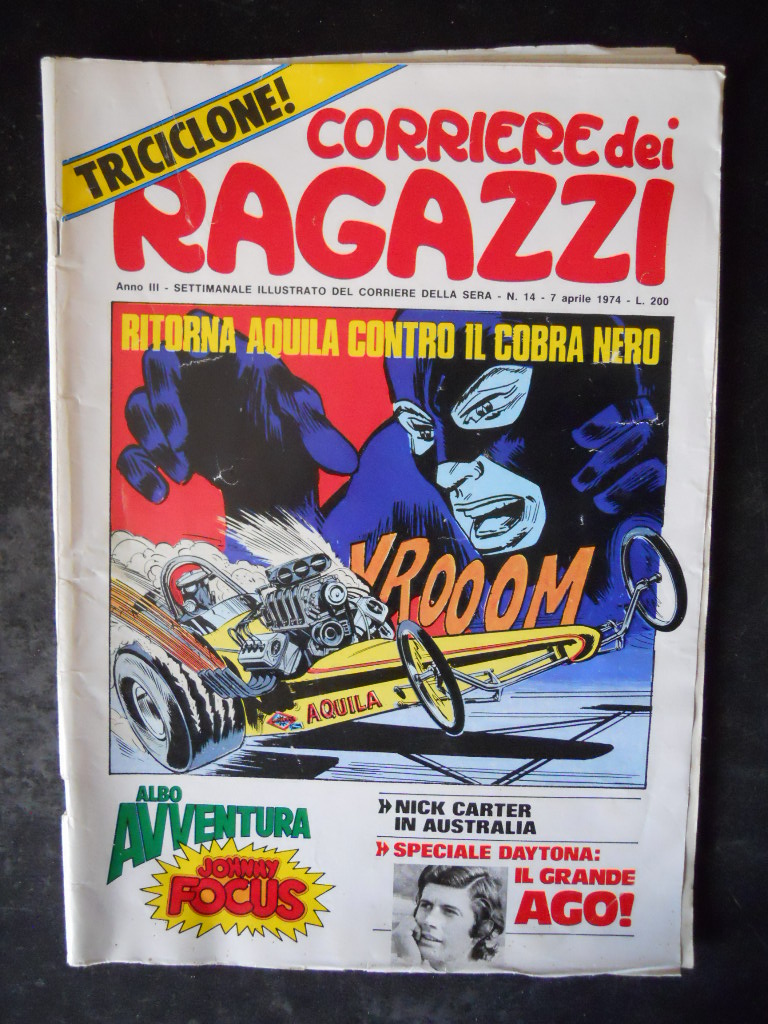 TRICICLONE!
CORRIERE dei
RAGAZZI
Anno III - SETTIMANALE ILLUSTRATO DEL CORRIERE DELLA SERA - N. 14 - 7 aprile 1974 - L. 200
RITORNA AQUILA CONTRO IL COBRA NERO
VROOOM
AQUILA
ALBO
AVVENTURA
JOHNNY
FOCUS
NICK CARTER
IN AUSTRALIA
SPECIALE DAYTONA:
IL GRANDE
AGO!